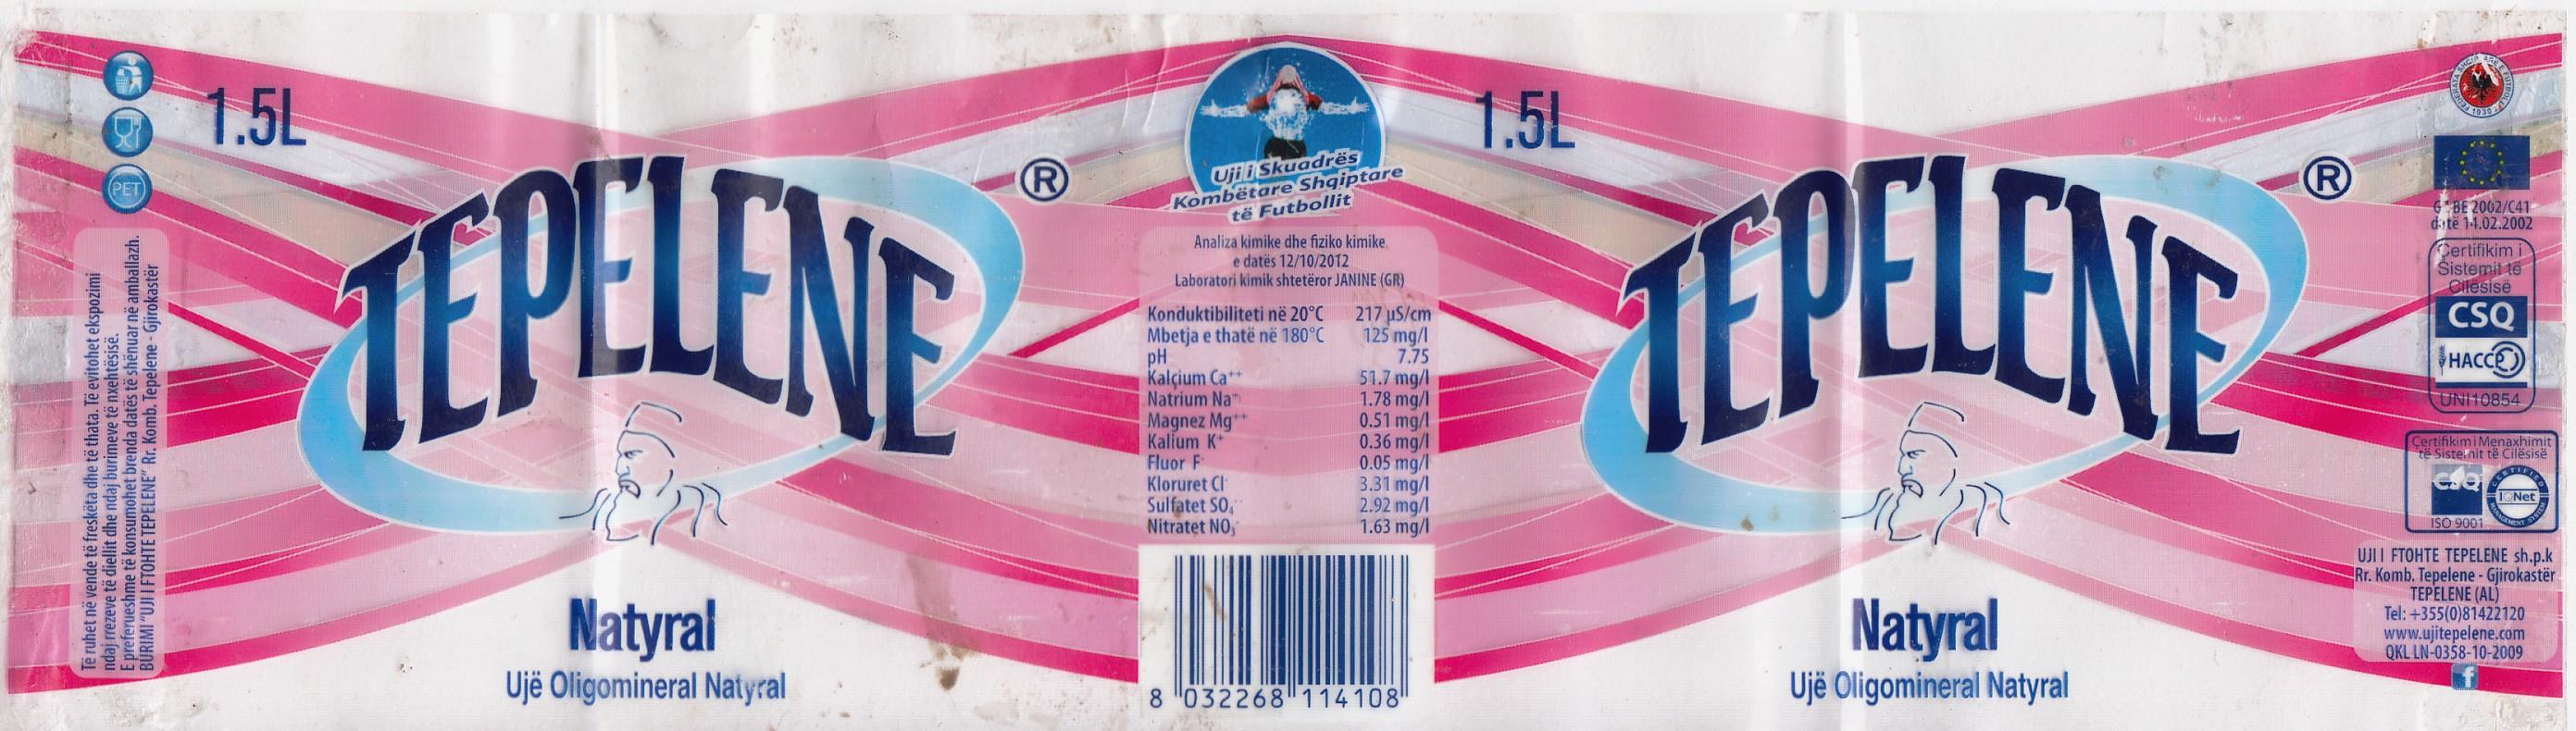 PET
Të ruhet në vende të freskëta dhe të thata. Të evitohet ekspozimi
ndaj rrezeve të diellit dhe ndaj burimeve të nxehtësisë.
E preferueshme të konsumohet brenda datës të shënuar në amballazh.
BURIMI "UJI I FTOHTE TEPELENE" Rr. Komb. Tepelene - Gjirokastër
1.5L
TEPELENE ®
Natyral
Ujë Oligomineral Natyral
Uji i Skuadrës
Kombëtare Shqiptare
të Futbollit
Analiza kimike dhe fiziko kimike
e datës 12/10/2012
Laboratori kimik shtetëror JANINE (GR)
Konduktibiliteti në 20°C 217 µS/cm
Mbetja e thatë në 180°C 125 mg/l
pH 7.75
Kalçium Ca⁺⁺ 51.7 mg/l
Natrium Na⁺ 1.78 mg/l
Magnez Mg⁺⁺ 0.51 mg/l
Kalium K⁺ 0.36 mg/l
Fluor F⁻ 0.05 mg/l
Kloruret Cl⁻ 3.31 mg/l
Sulfatet SO₄⁻⁻ 2.92 mg/l
Nitratet NO₃⁻ 1.63 mg/l
8 032268 114108
1.5L
TEPELENE ®
Natyral
Ujë Oligomineral Natyral
1930
BE 2002/C41
datë 14.02.2002
Çertifikim i
Sistemit të
Cilësisë
CSQ
HACCP
UNI10854
Çertifikim i Menaxhimit
të Sistemit të Cilësisë
CSQ
CERTIFIED
IQNet
MANAGEMENT SYSTEM
ISO 9001
UJI I FTOHTE TEPELENE sh.p.k
Rr. Komb. Tepelene - Gjirokastër
TEPELENE (AL)
Tel: +355(0)81422120
www.ujitepelene.com
QKL LN-0358-10-2009
f